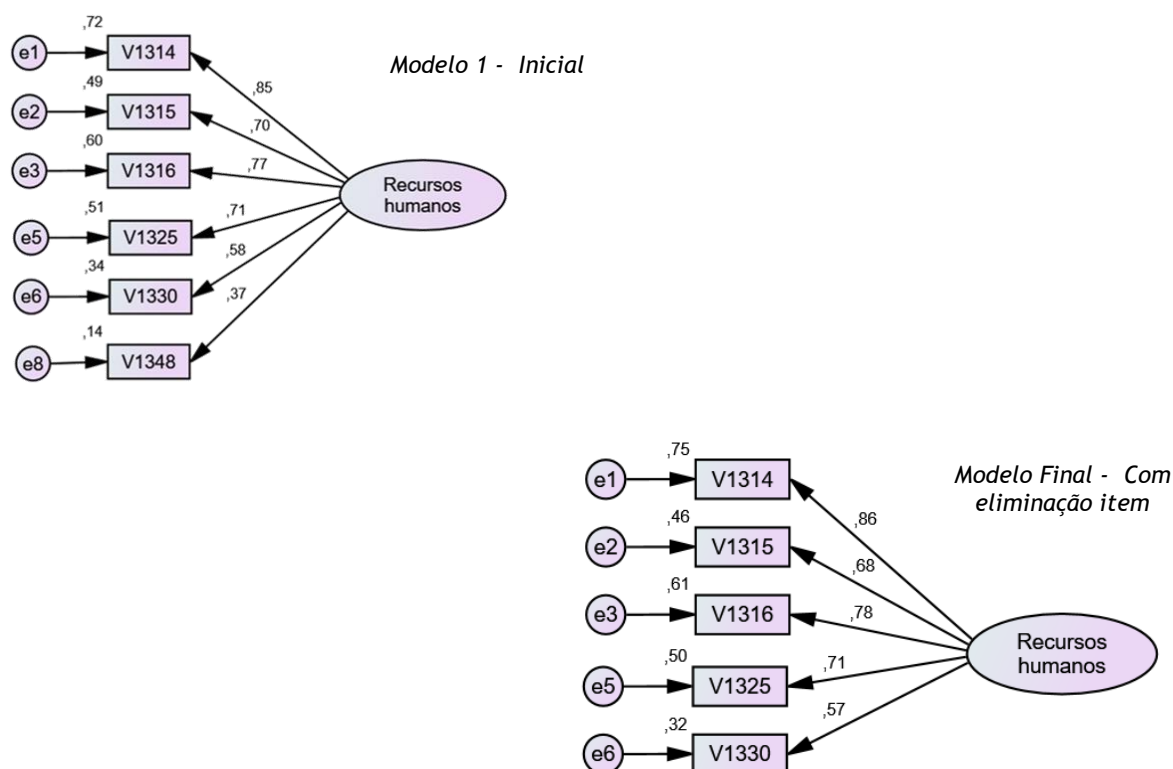 ,72
e1 V1314
Modelo 1 - Inicial
,85
,49
e2 V1315
,70
,60
e3 V1316
,77
Recursos
humanos
,51
e5 V1325
,71
,34
e6 V1330
,58
,37
,14
e8 V1348
,75
e1 V1314
Modelo Final - Com
eliminação item
,86
,46
e2 V1315
,68
,61
e3 V1316
,78
Recursos
humanos
,50
e5 V1325
,71
,32
e6 V1330
,57